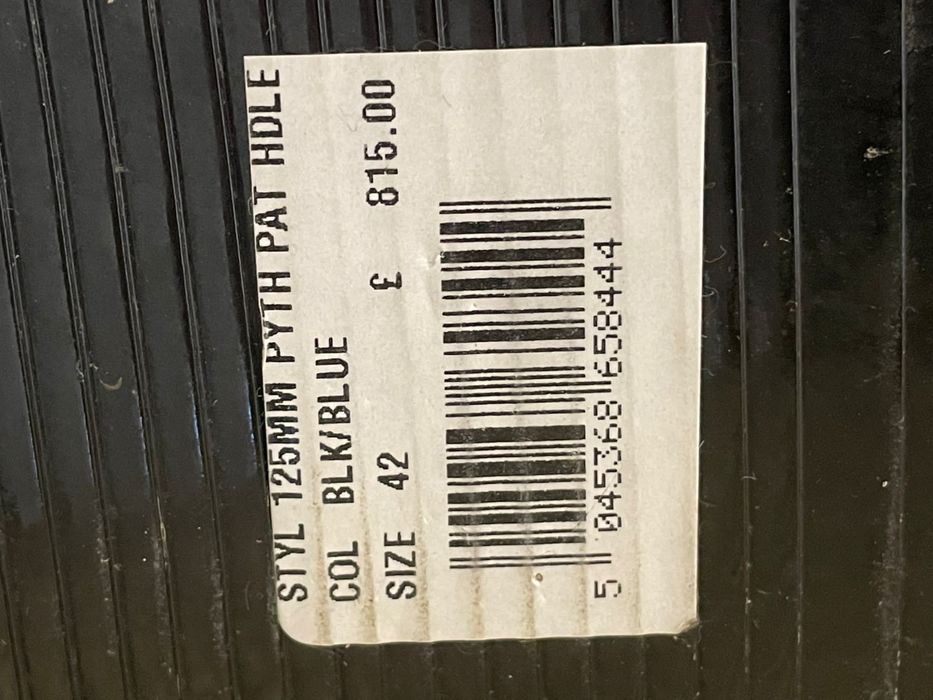 STYL 125MM PYTH PAT HDLE
COL BLK/BLUE
SIZE 42 £ 815.00
5 045368 658444